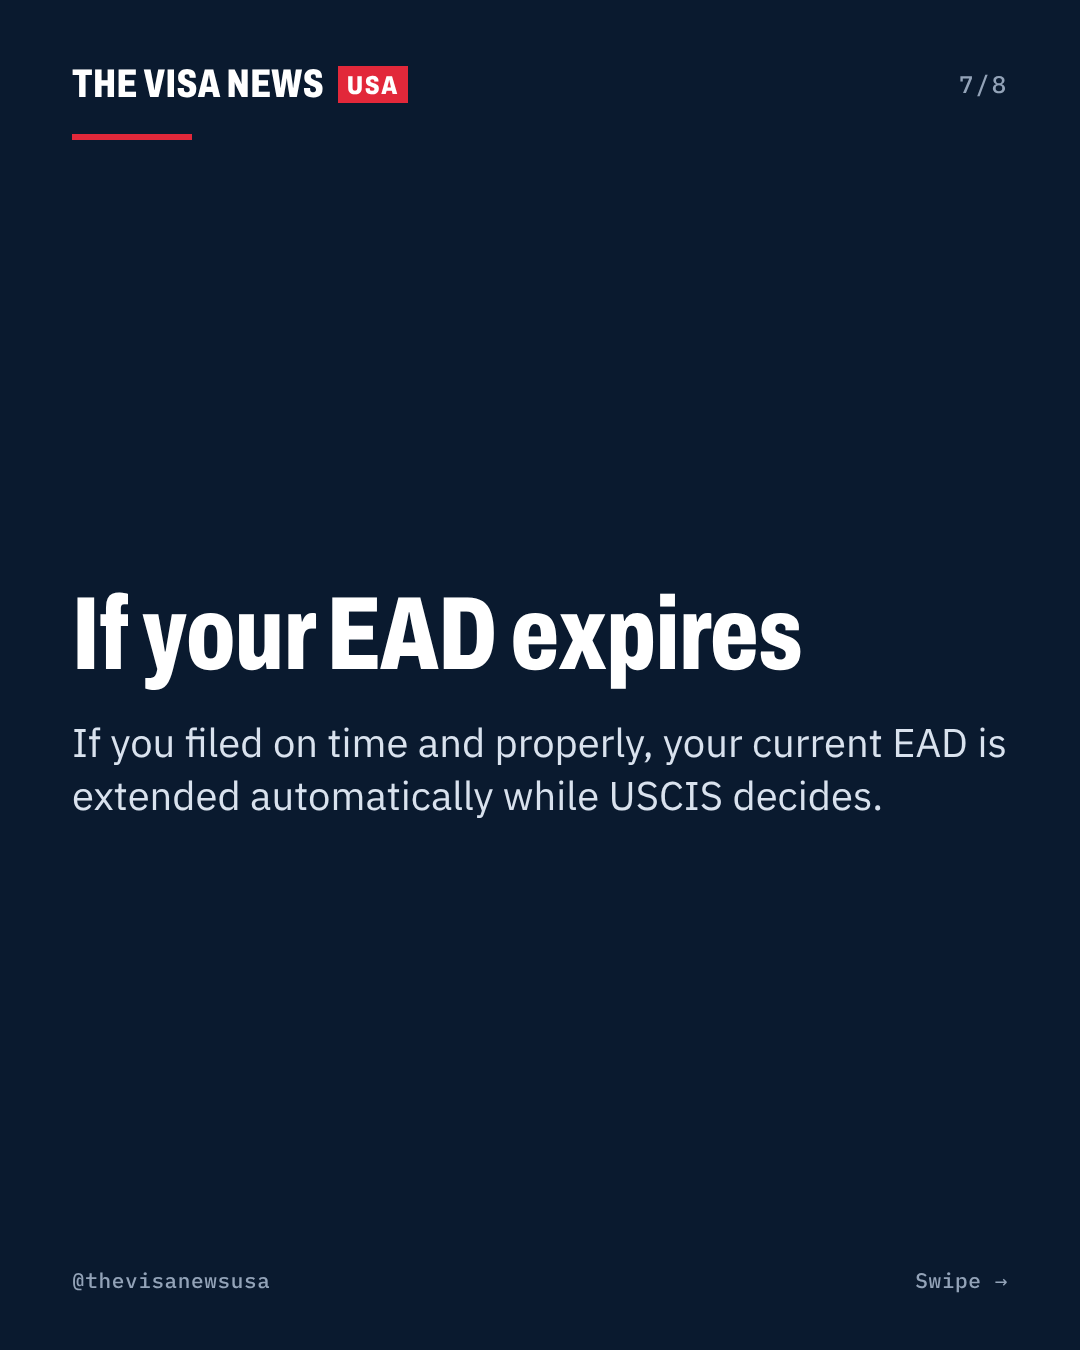 THE VISA NEWS USA
7/8
If your EAD expires
If you filed on time and properly, your current EAD is
extended automatically while USCIS decides.
@thevisanewsusa
Swipe →